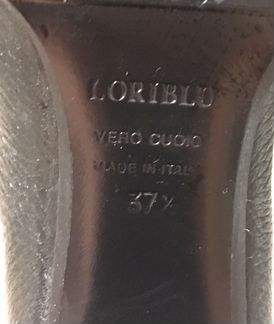 LORIBLU
VERO CUOIO
MADE IN ITALY
37½